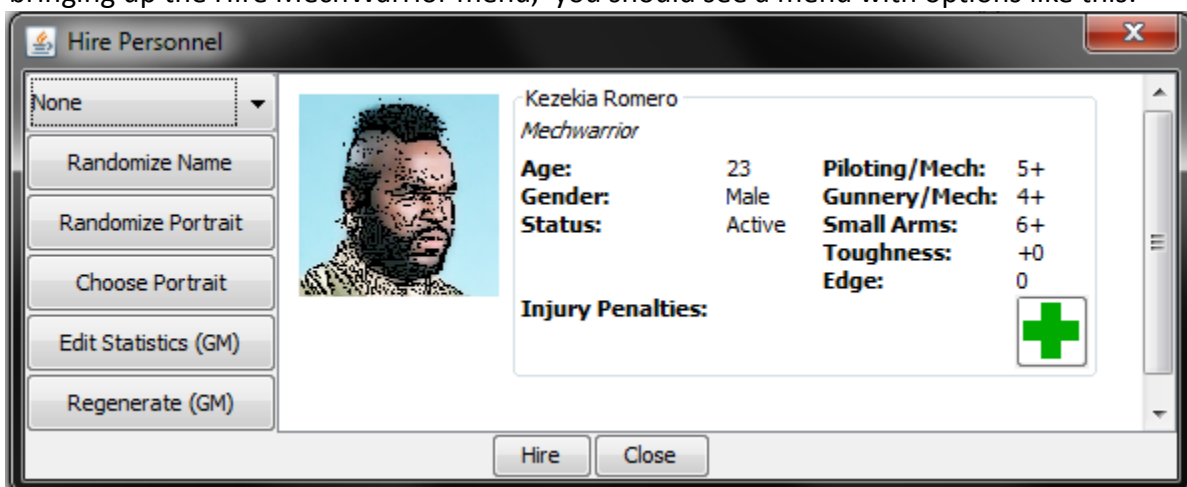 bringing up the Hire MechWarrior menu, you should see a menu with options like this:
Hire Personnel
None
Randomize Name
Randomize Portrait
Choose Portrait
Edit Statistics (GM)
Regenerate (GM)
Kezekia Romero
Mechwarrior
Age: 23 Piloting/Mech: 5+
Gender: Male Gunnery/Mech: 4+
Status: Active Small Arms: 6+
Toughness: +0
Edge: 0
Injury Penalties:
Hire Close